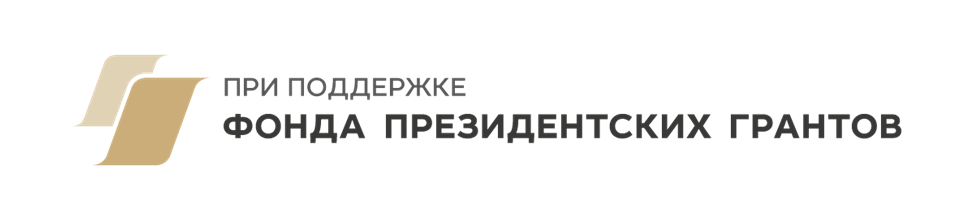 ПРИ ПОДДЕРЖКЕ
ФОНДА ПРЕЗИДЕНТСКИХ ГРАНТОВ